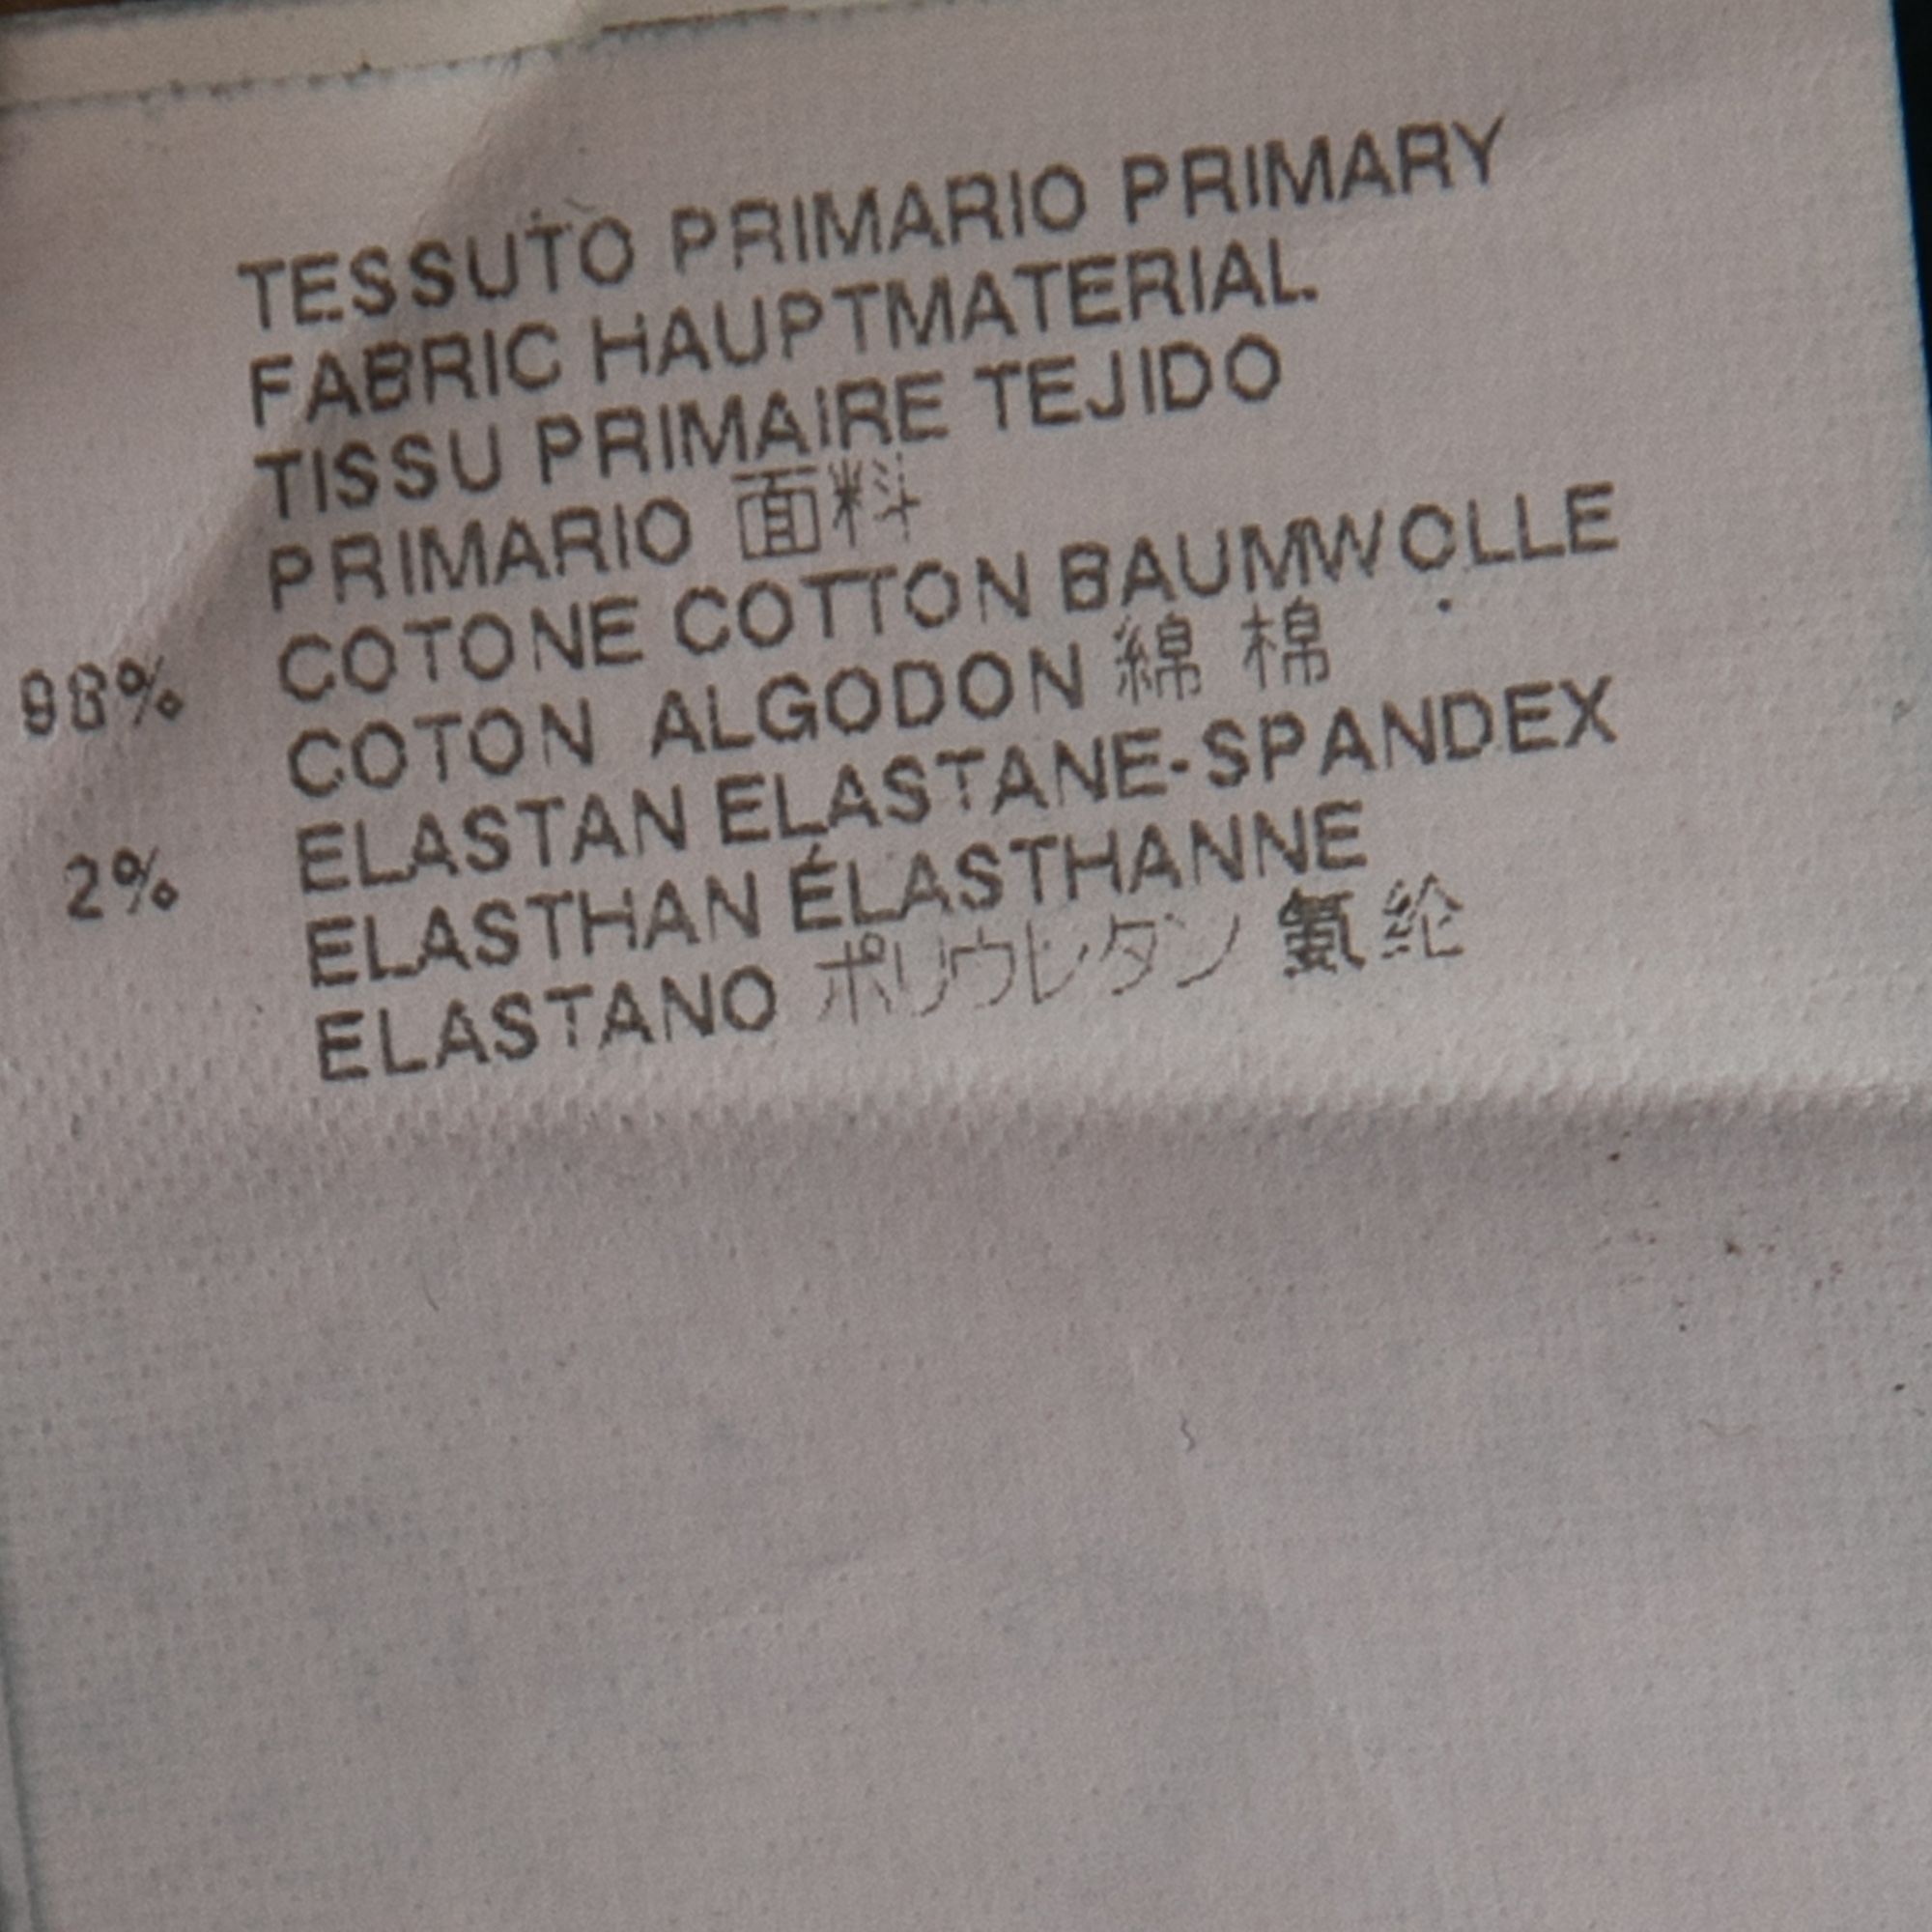 TESSUTO PRIMARIO PRIMARY
FABRIC HAUPTMATERIAL
TISSU PRIMAIRE TEJIDO
PRIMARIO 面料
98% COTONE COTTON BAUMWOLLE
COTON ALGODON 綿 棉
2% ELASTAN ELASTANE-SPANDEX
ELASTHAN ÉLASTHANNE
ELASTANO ポリウレタン 氨纶